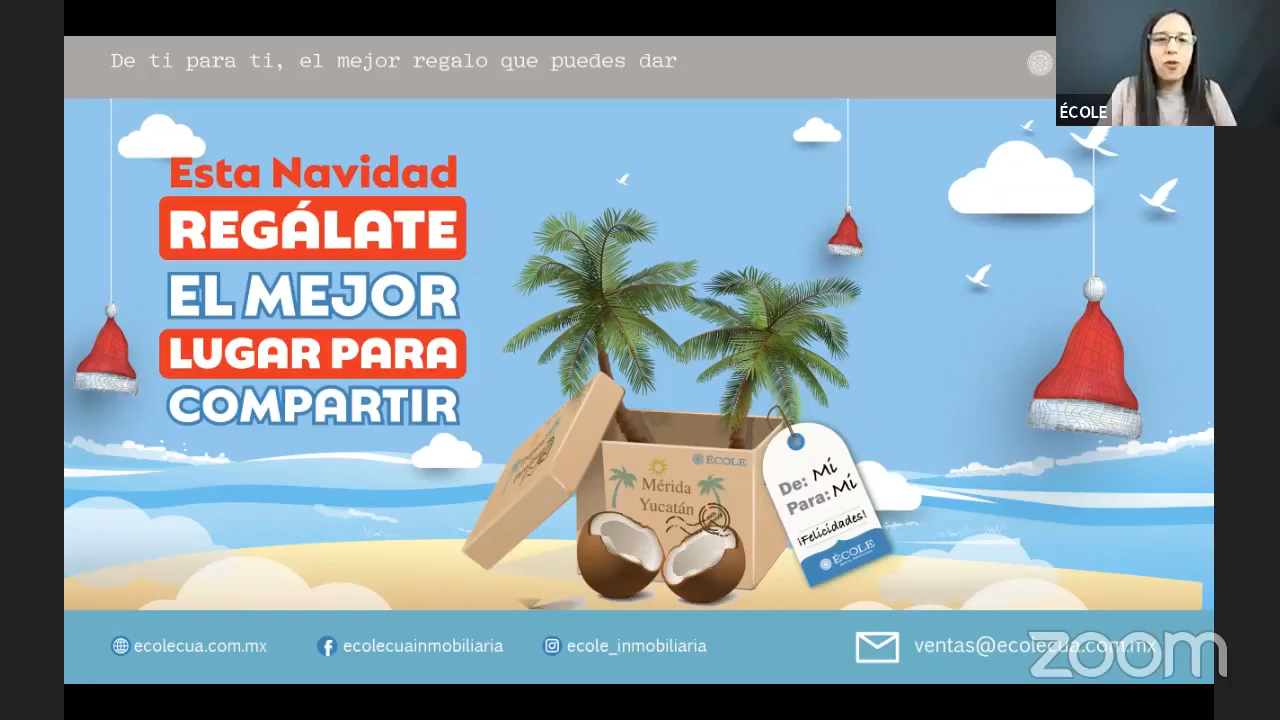 De ti para ti, el mejor regalo que puedes dar
ÉCOLE
Esta Navidad
REGÁLATE
EL MEJOR
LUGAR PARA
COMPARTIR
ÉCOLE
Mérida
Yucatán
De: Mí
Para: Mí
¡Felicidades!
ÉCOLE
ecolecua.com.mx
ecolecuainmobiliaria
ecole_inmobiliaria
ventas@ecolecua.com.mx
zoom